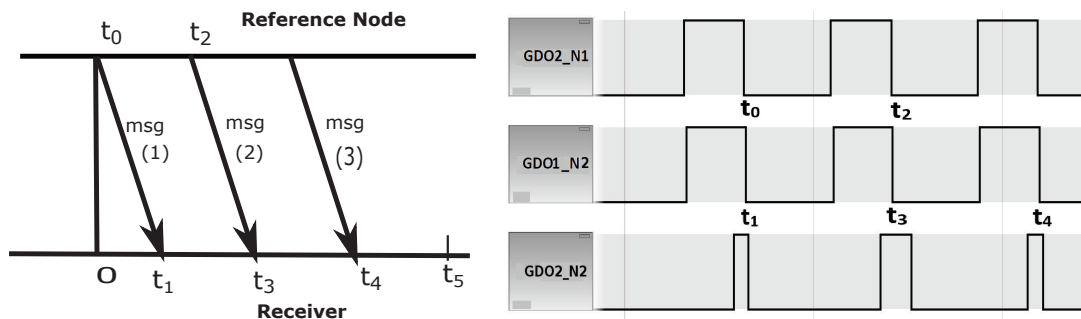 Reference Node
t0
t2
msg
(1)
msg
(2)
msg
(3)
O
t1
t3
t4
t5
Receiver
GDO2_N1
t0
t2
GDO1_N2
t1
t3
t4
GDO2_N2